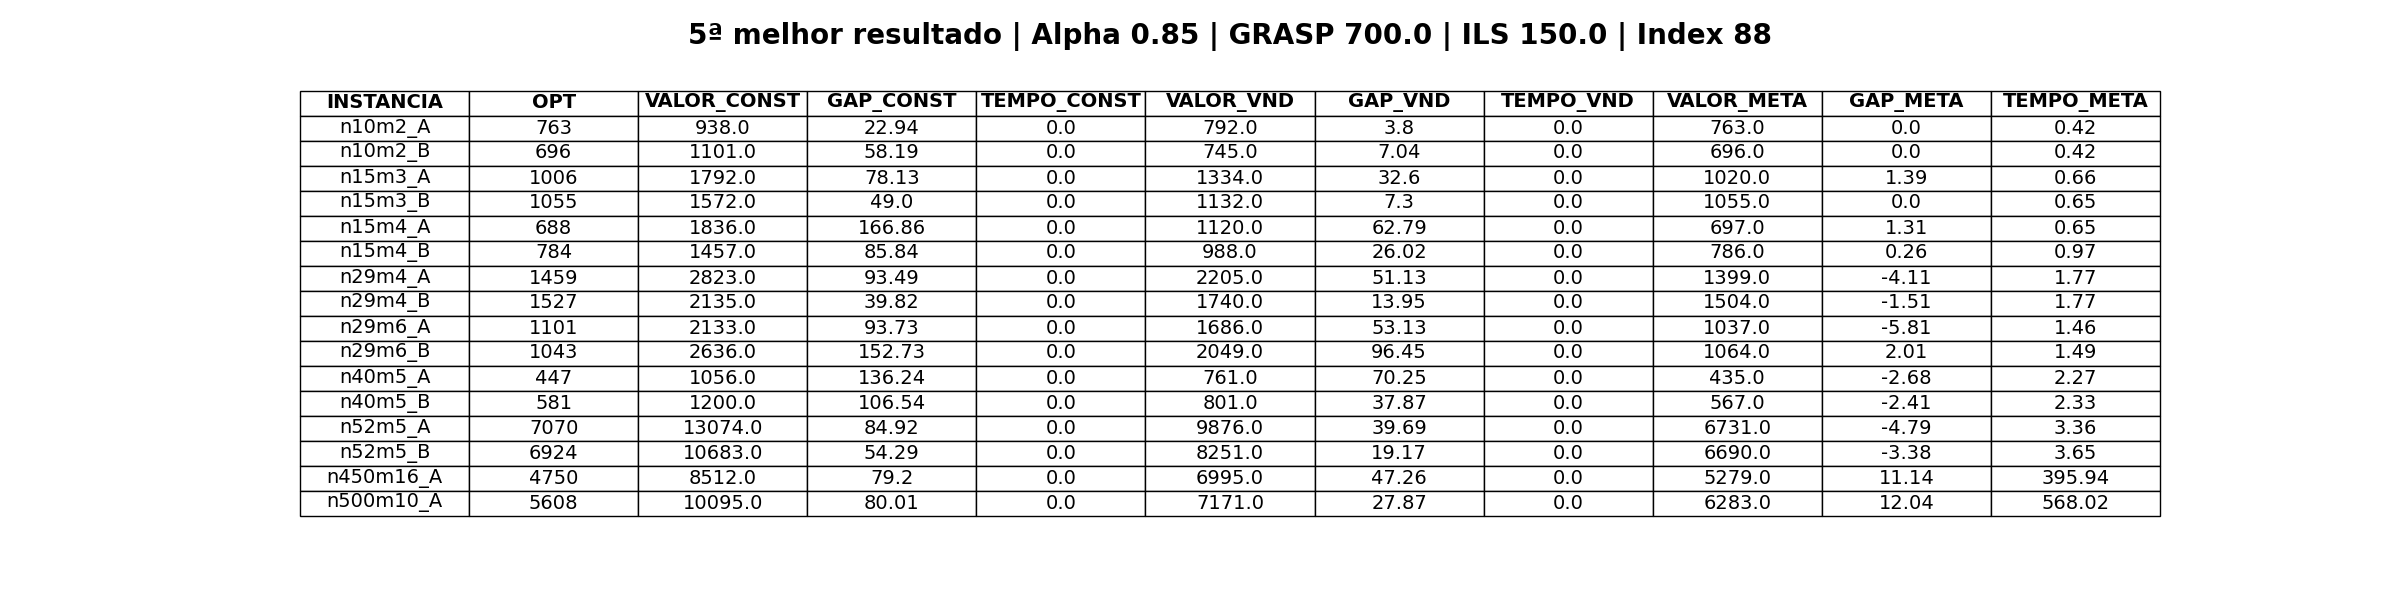 5ª melhor resultado | Alpha 0.85 | GRASP 700.0 | ILS 150.0 | Index 88
INSTANCIA OPT VALOR_CONST GAP_CONST TEMPO_CONST VALOR_VND GAP_VND TEMPO_VND VALOR_META GAP_META TEMPO_META
n10m2_A 763 938.0 22.94 0.0 792.0 3.8 0.0 763.0 0.0 0.42
n10m2_B 696 1101.0 58.19 0.0 745.0 7.04 0.0 696.0 0.0 0.42
n15m3_A 1006 1792.0 78.13 0.0 1334.0 32.6 0.0 1020.0 1.39 0.66
n15m3_B 1055 1572.0 49.0 0.0 1132.0 7.3 0.0 1055.0 0.0 0.65
n15m4_A 688 1836.0 166.86 0.0 1120.0 62.79 0.0 697.0 1.31 0.65
n15m4_B 784 1457.0 85.84 0.0 988.0 26.02 0.0 786.0 0.26 0.97
n29m4_A 1459 2823.0 93.49 0.0 2205.0 51.13 0.0 1399.0 -4.11 1.77
n29m4_B 1527 2135.0 39.82 0.0 1740.0 13.95 0.0 1504.0 -1.51 1.77
n29m6_A 1101 2133.0 93.73 0.0 1686.0 53.13 0.0 1037.0 -5.81 1.46
n29m6_B 1043 2636.0 152.73 0.0 2049.0 96.45 0.0 1064.0 2.01 1.49
n40m5_A 447 1056.0 136.24 0.0 761.0 70.25 0.0 435.0 -2.68 2.27
n40m5_B 581 1200.0 106.54 0.0 801.0 37.87 0.0 567.0 -2.41 2.33
n52m5_A 7070 13074.0 84.92 0.0 9876.0 39.69 0.0 6731.0 -4.79 3.36
n52m5_B 6924 10683.0 54.29 0.0 8251.0 19.17 0.0 6690.0 -3.38 3.65
n450m16_A 4750 8512.0 79.2 0.0 6995.0 47.26 0.0 5279.0 11.14 395.94
n500m10_A 5608 10095.0 80.01 0.0 7171.0 27.87 0.0 6283.0 12.04 568.02